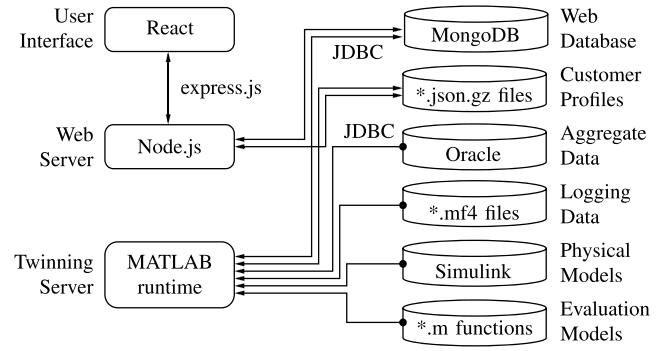 User
Interface
React
MongoDB
Web
Database
JDBC
express.js
*.json.gz files
Customer
Profiles
Web
Server
Node.js
JDBC
Oracle
Aggregate
Data
*.mf4 files
Logging
Data
Twinning
Server
MATLAB
runtime
Simulink
Physical
Models
*.m functions
Evaluation
Models